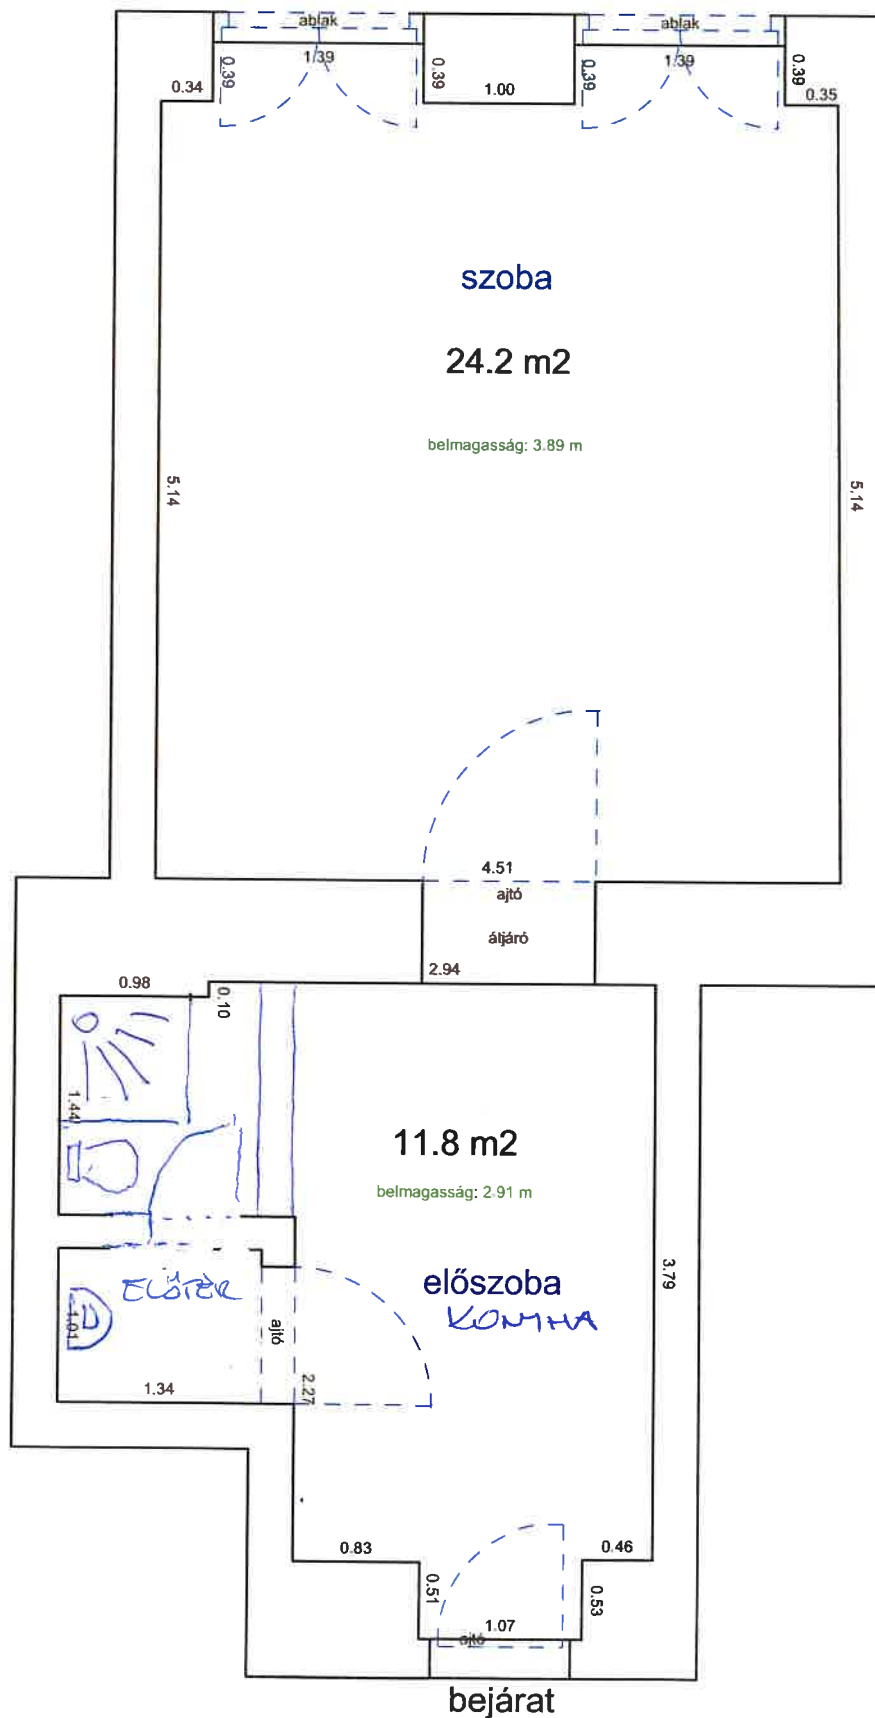 ablak
ablak
1.39
1.39
0.39
0.39
0.39
0.39
0.34
1.00
0.35
szoba
24.2 m2
belmagasság: 3.89 m
5.14
5.14
4.51
ajtó
átjáró
2.94
0.98
0.10
1.44
11.8 m2
belmagasság: 2.91 m
3.79
előszoba
ELŐTÉR
KONYHA
1.01
ajtó
1.34
2.27
0.83
0.46
0.51
0.53
1.07
ajtó
bejárat